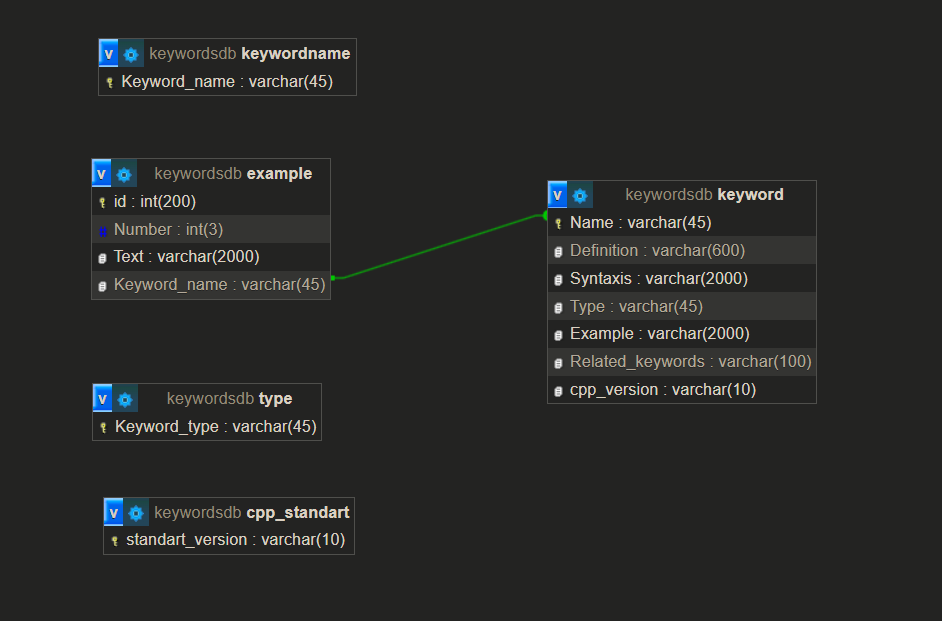 v keywordsdb keywordname
Keyword_name : varchar(45)
v keywordsdb example
id : int(200)
# Number : int(3)
Text : varchar(2000)
Keyword_name : varchar(45)
v keywordsdb keyword
Name : varchar(45)
Definition : varchar(600)
Syntaxis : varchar(2000)
Type : varchar(45)
Example : varchar(2000)
Related_keywords : varchar(100)
cpp_version : varchar(10)
v keywordsdb type
Keyword_type : varchar(45)
v keywordsdb cpp_standart
standart_version : varchar(10)